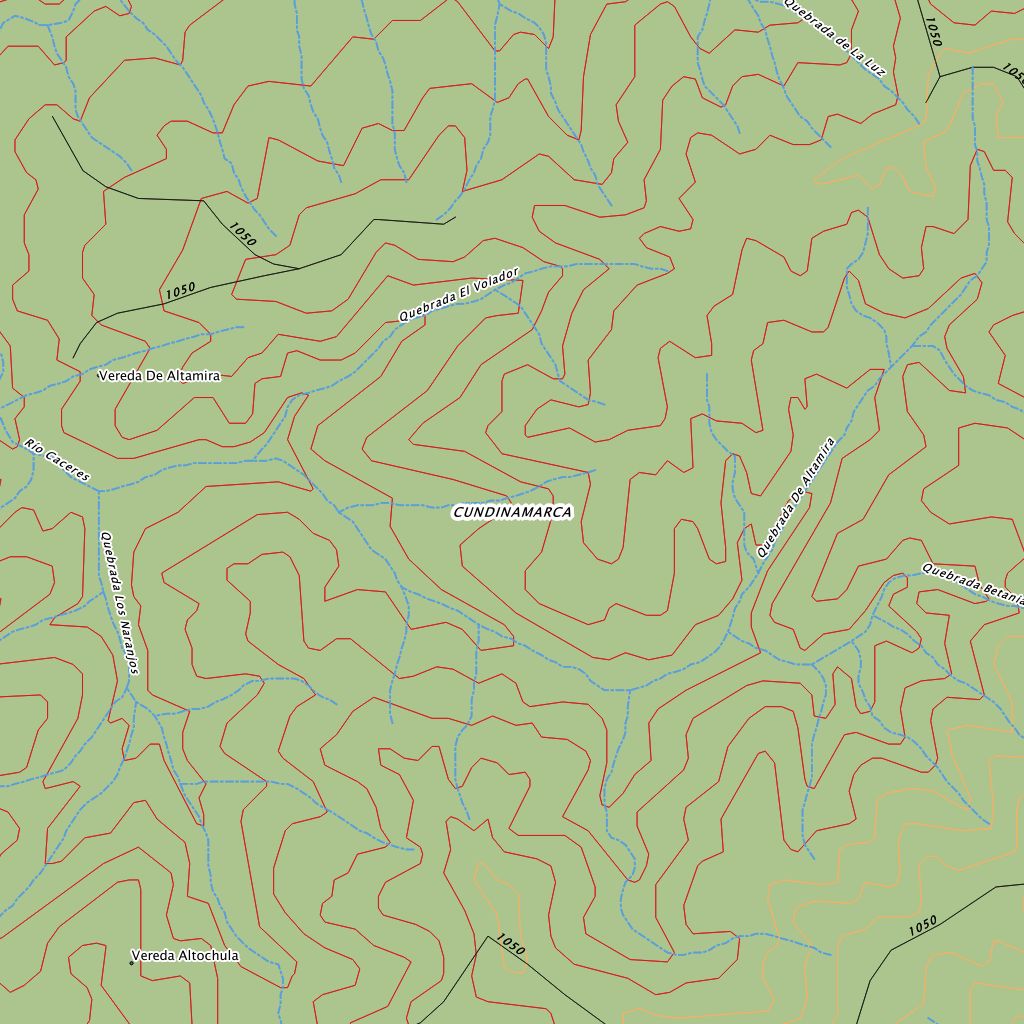 Quebrada de La Luz
1050
1050
1050
Quebrada El Volador
1050
Vereda De Altamira
Río Caceres
Quebrada De Altamira
CUNDINAMARCA
Quebrada Los Naranjos
Quebrada Betania
1050
1050
Vereda Altochula